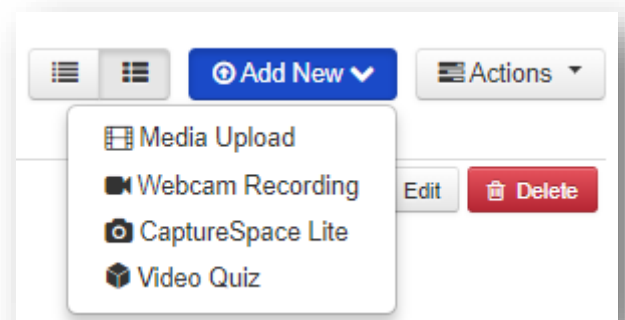 Add New Actions
Media Upload
Webcam Recording Edit Delete
CaptureSpace Lite
Video Quiz